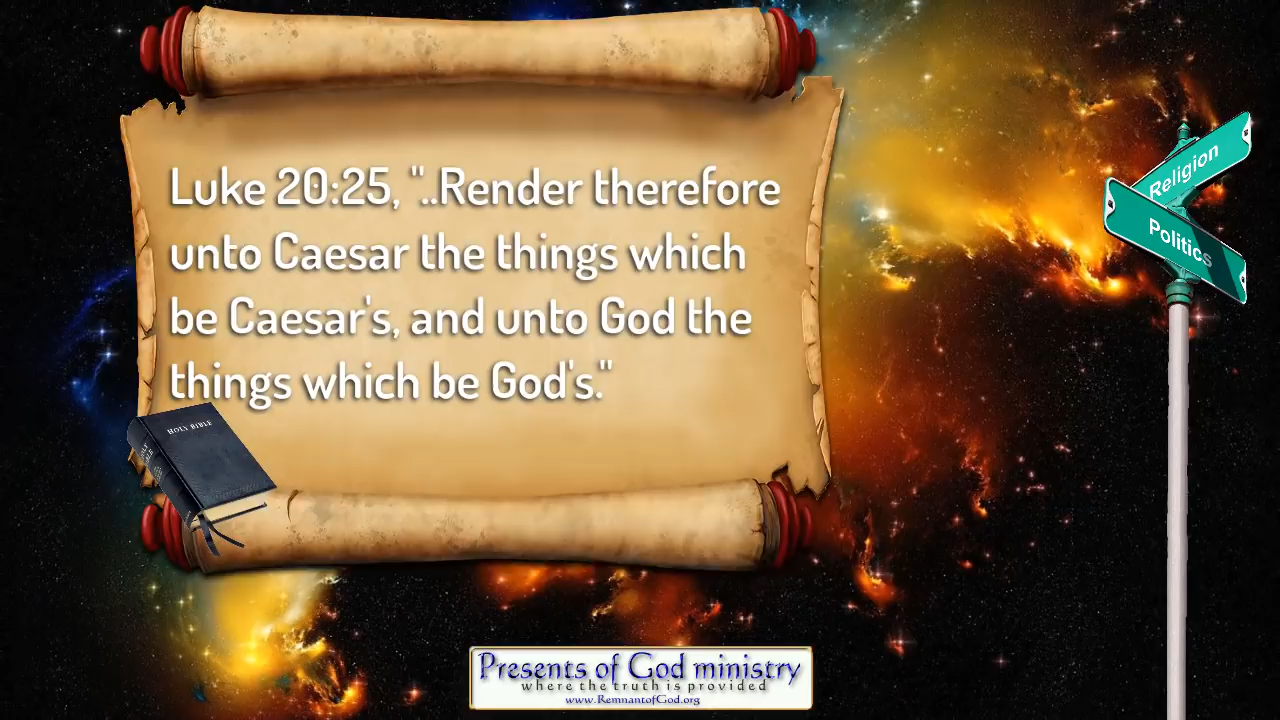 Luke 20:25, "..Render therefore
unto Caesar the things which
be Caesar's, and unto God the
things which be God's."
Religion
Politics
HOLY BIBLE
Presents of God ministry
where the truth is provided
www.RemnantofGod.org